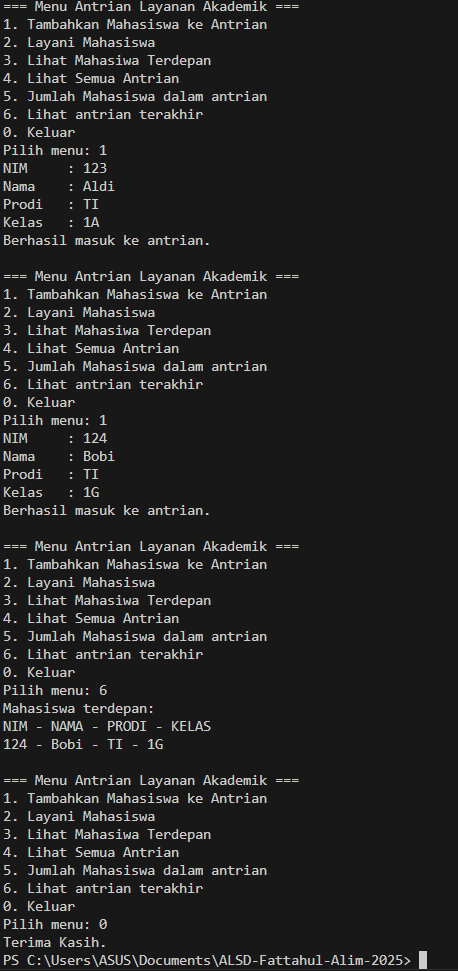 === Menu Antrian Layanan Akademik ===
1. Tambahkan Mahasiswa ke Antrian
2. Layani Mahasiswa
3. Lihat Mahasiwa Terdepan
4. Lihat Semua Antrian
5. Jumlah Mahasiswa dalam antrian
6. Lihat antrian terakhir
0. Keluar
Pilih menu: 1
NIM     : 123
Nama    : Aldi
Prodi   : TI
Kelas   : 1A
Berhasil masuk ke antrian.

=== Menu Antrian Layanan Akademik ===
1. Tambahkan Mahasiswa ke Antrian
2. Layani Mahasiswa
3. Lihat Mahasiwa Terdepan
4. Lihat Semua Antrian
5. Jumlah Mahasiswa dalam antrian
6. Lihat antrian terakhir
0. Keluar
Pilih menu: 1
NIM     : 124
Nama    : Bobi
Prodi   : TI
Kelas   : 1G
Berhasil masuk ke antrian.

=== Menu Antrian Layanan Akademik ===
1. Tambahkan Mahasiswa ke Antrian
2. Layani Mahasiswa
3. Lihat Mahasiwa Terdepan
4. Lihat Semua Antrian
5. Jumlah Mahasiswa dalam antrian
6. Lihat antrian terakhir
0. Keluar
Pilih menu: 6
Mahasiswa terdepan:
NIM - NAMA - PRODI - KELAS
124 - Bobi - TI - 1G

=== Menu Antrian Layanan Akademik ===
1. Tambahkan Mahasiswa ke Antrian
2. Layani Mahasiswa
3. Lihat Mahasiwa Terdepan
4. Lihat Semua Antrian
5. Jumlah Mahasiswa dalam antrian
6. Lihat antrian terakhir
0. Keluar
Pilih menu: 0
Terima Kasih.
PS C:\Users\ASUS\Documents\ALSD-Fattahul-Alim-2025>